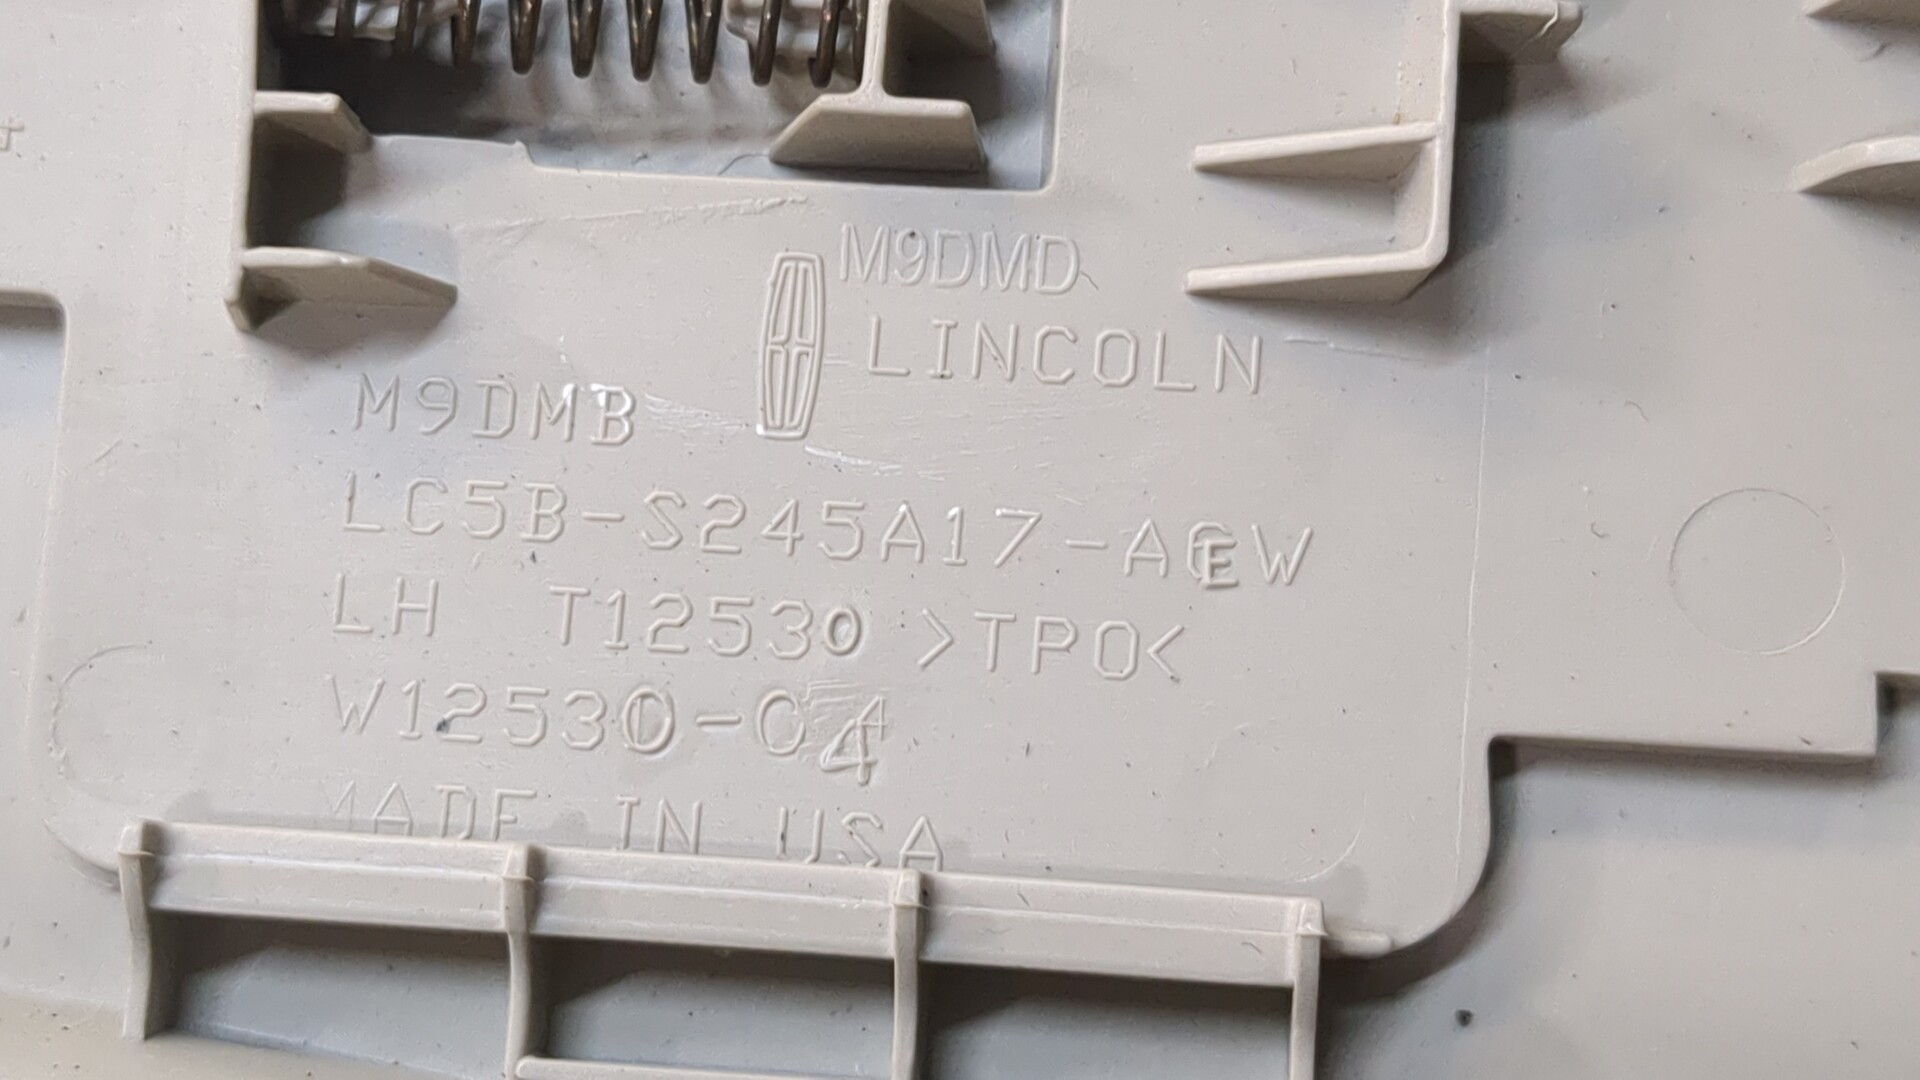 M9DMD
LINCOLN
M9DMB
LC5B-S245A17-AEW
LH T12530 >TPO<
W12530-04
MADE IN USA